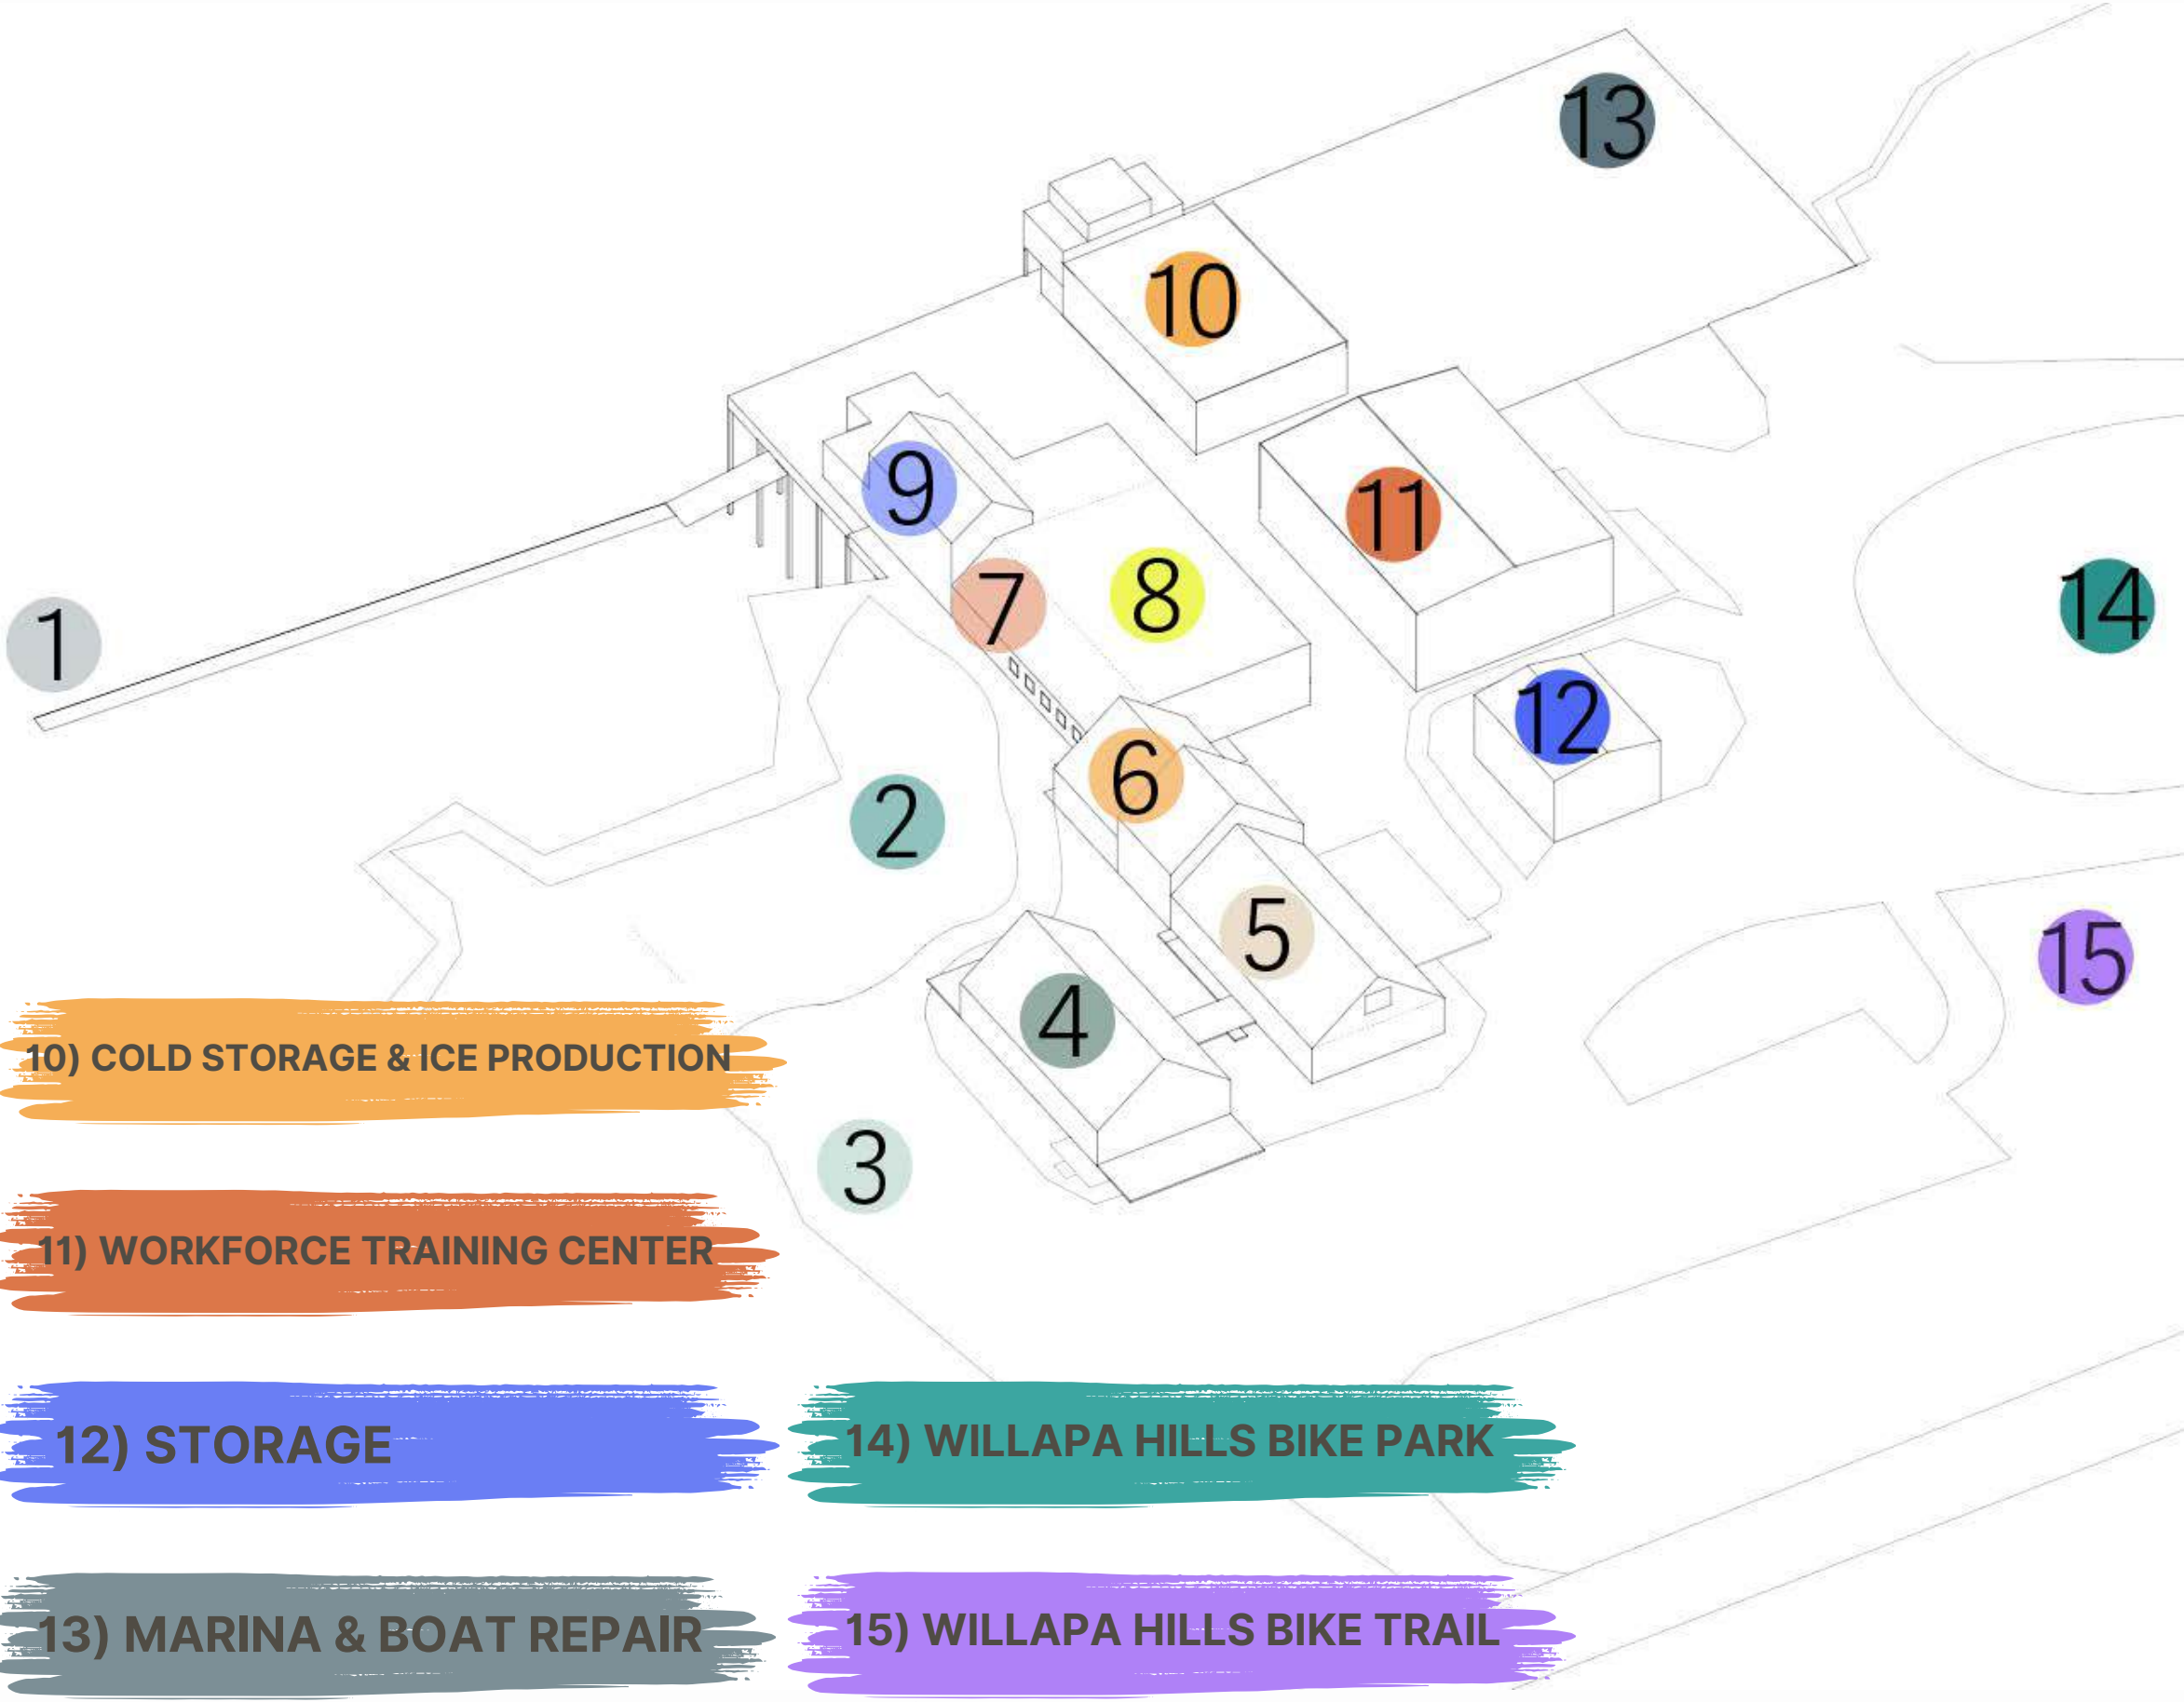 13
10
9
11
7
8
1
14
12
6
2
5
15
4
3
10) COLD STORAGE & ICE PRODUCTION
11) WORKFORCE TRAINING CENTER
12) STORAGE
14) WILLAPA HILLS BIKE PARK
13) MARINA & BOAT REPAIR
15) WILLAPA HILLS BIKE TRAIL